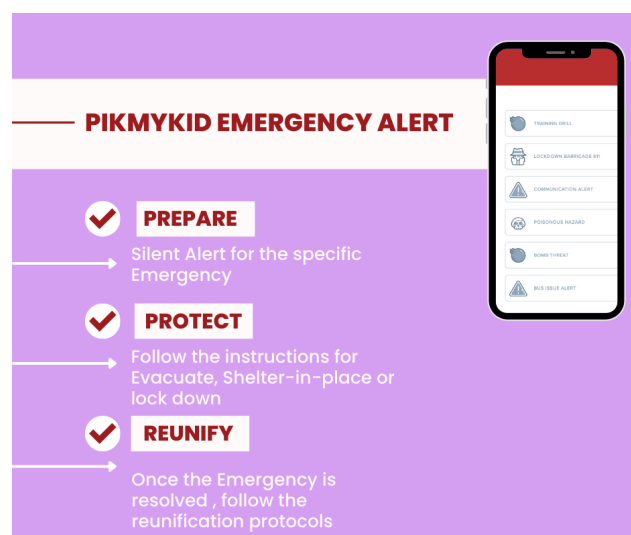 PIKMYKID EMERGENCY ALERT
PREPARE
Silent Alert for the specific
Emergency
PROTECT
Follow the instructions for
Evacuate, Shelter-in-place or
lock down
REUNIFY
Once the Emergency is
resolved , follow the
reunification protocols
TRAINING DRILL
LOCKDOWN-BARRICADE 911
COMMUNICATION ALERT
POISONOUS HAZARD
BOMB THREAT
BUS ISSUE ALERT